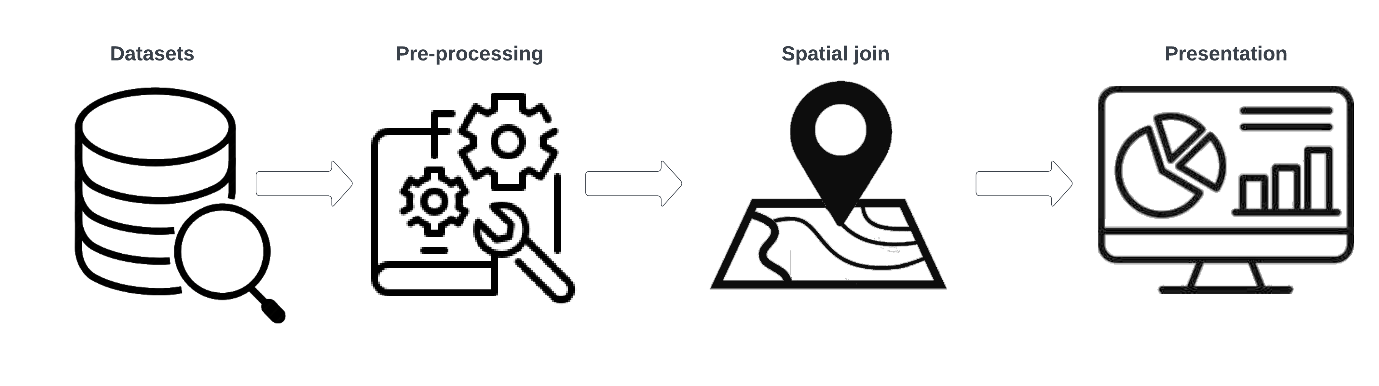 Datasets
Pre-processing
Spatial join
Presentation